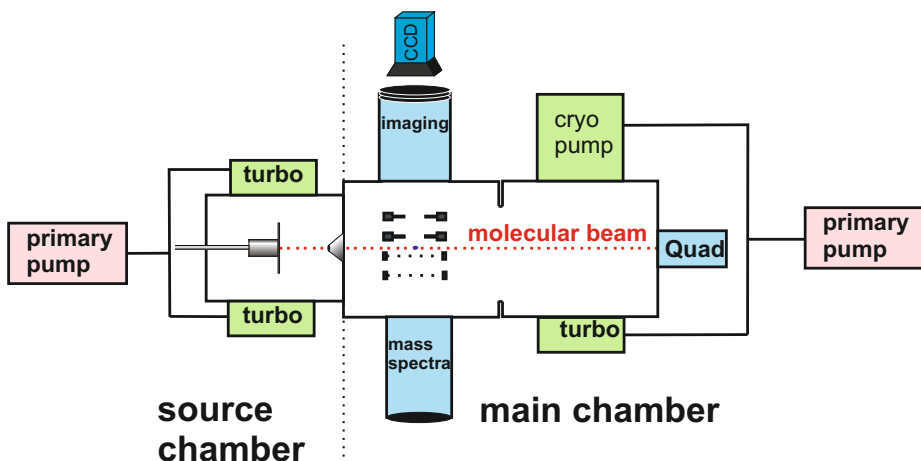 CCD
imaging
cryo
pump
turbo
primary
pump
molecular beam
Quad
primary
pump
turbo
turbo
mass
spectra
source
chamber
main chamber